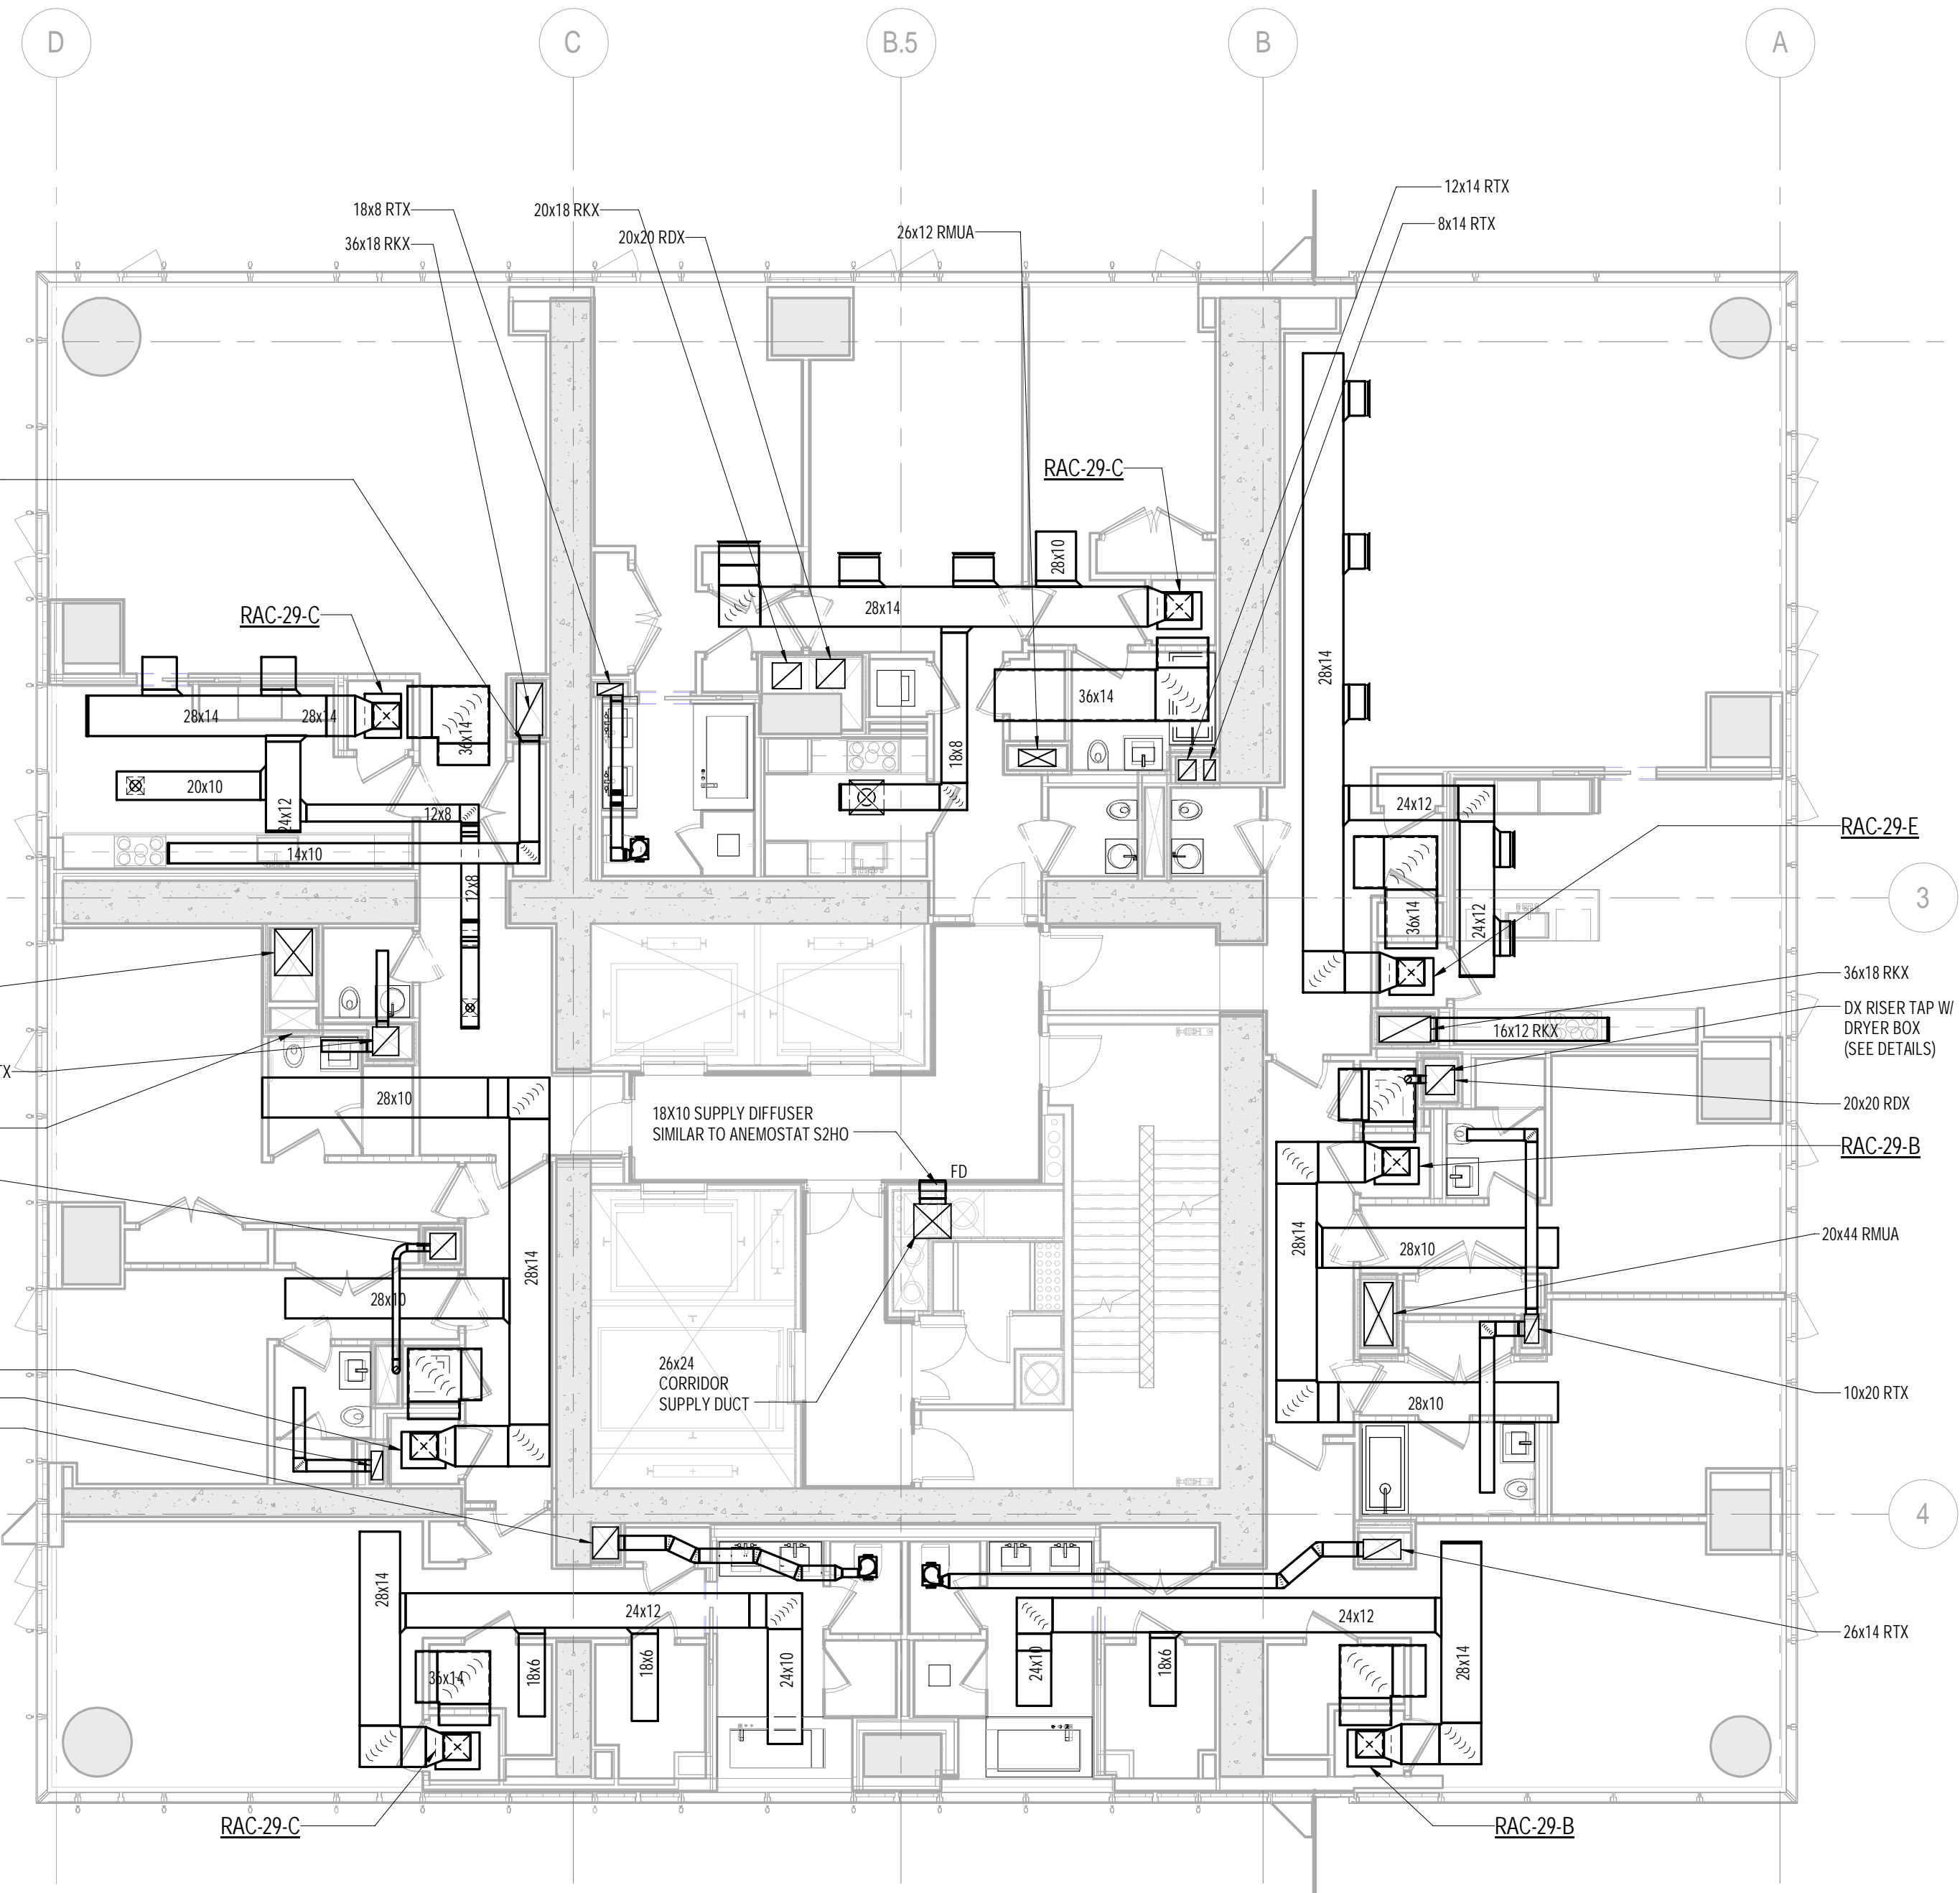 D
C
B.5
B
A
12x14 RTX
18x8 RTX
20x18 RKX
8x14 RTX
26x12 RMUA
20x20 RDX
36x18 RKX
RAC-29-C
28x10
RAC-29-C
28x14
28x14
28x14
28x14
36x14
36x14
18x8
20x10
24x12
24x12
12x8
RAC-29-E
14x10
12x8
3
36x14
24x12
36x18 RKX
DX RISER TAP W/
DRYER BOX
(SEE DETAILS)
16x12 RKX
TX
28x10
20x20 RDX
18X10 SUPPLY DIFFUSER
SIMILAR TO ANEMOSTAT S2HO
RAC-29-B
FD
28x14
28x14
28x10
20x44 RMUA
28x10
26x24
CORRIDOR
SUPPLY DUCT
10x20 RTX
28x10
4
28x14
24x12
24x12
26x14 RTX
36x14
18x6
18x6
24x10
24x10
18x6
28x14
RAC-29-C
RAC-29-B